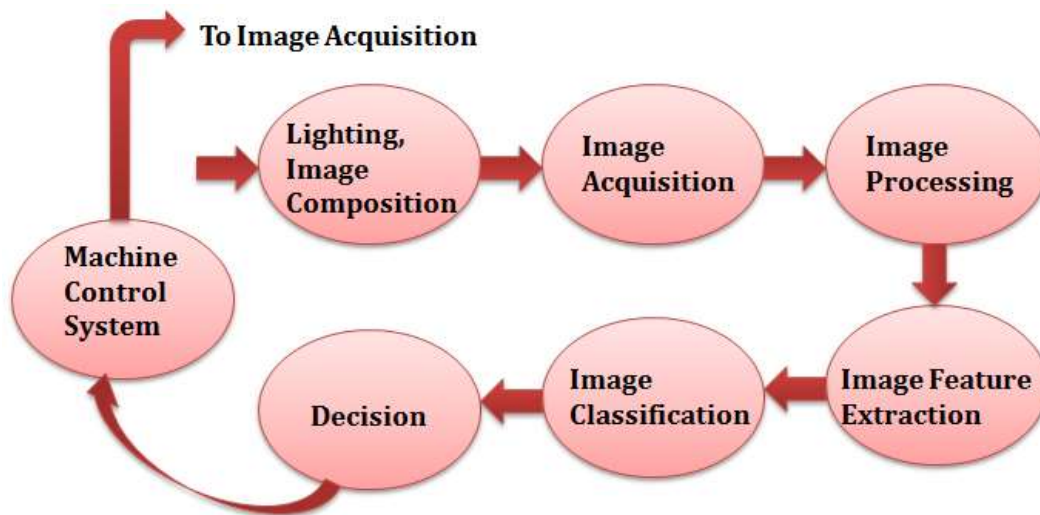 To Image Acquisition
Lighting,
Image
Composition
Image
Acquisition
Image
Processing
Machine
Control
System
Decision
Image
Classification
Image Feature
Extraction